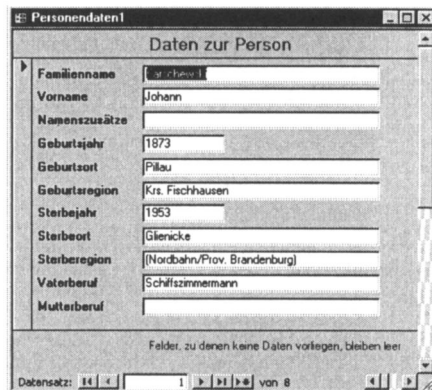 Personendaten1
Daten zur Person
Familienname
Vorname Johann
Namenszusätze
Geburtsjahr 1873
Geburtsort Pillau
Geburtsregion Krs. Fischhausen
Sterbejahr 1953
Sterbeort Glienicke
Sterberegion (Nordbahn/Prov. Brandenburg)
Vaterberuf Schiffszimmermann
Mutterberuf
Felder, zu denen keine Daten vorliegen, bleiben leer
Datensatz: 1 von 8